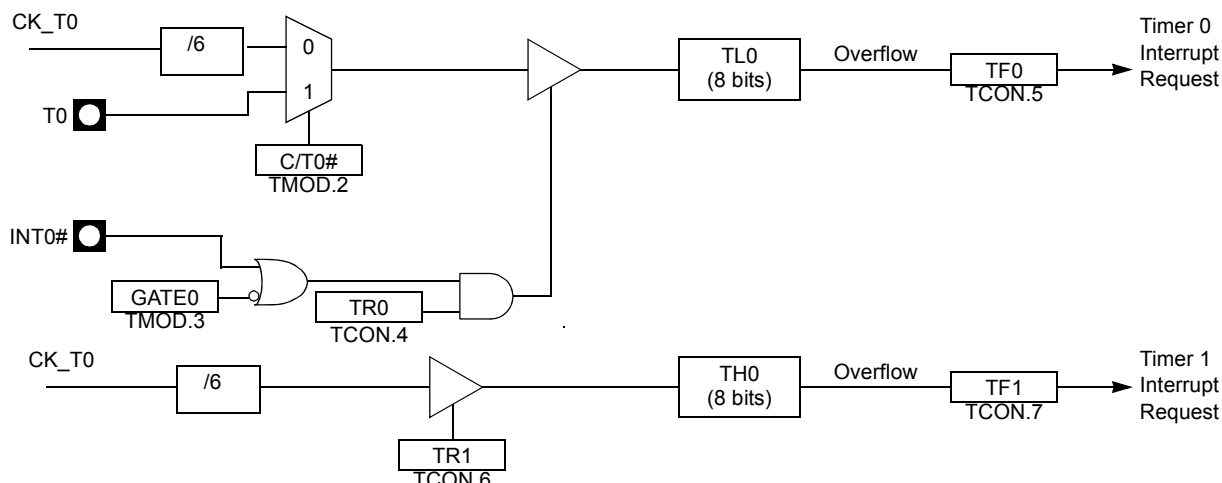 CK_T0
/6
0
1
T0
C/T0#
TMOD.2
TL0
(8 bits)
Overflow
TF0
TCON.5
Timer 0
Interrupt
Request
INT0#
GATE0
TMOD.3
TR0
TCON.4
CK_T0
/6
TR1
TCON.6
TH0
(8 bits)
Overflow
TF1
TCON.7
Timer 1
Interrupt
Request